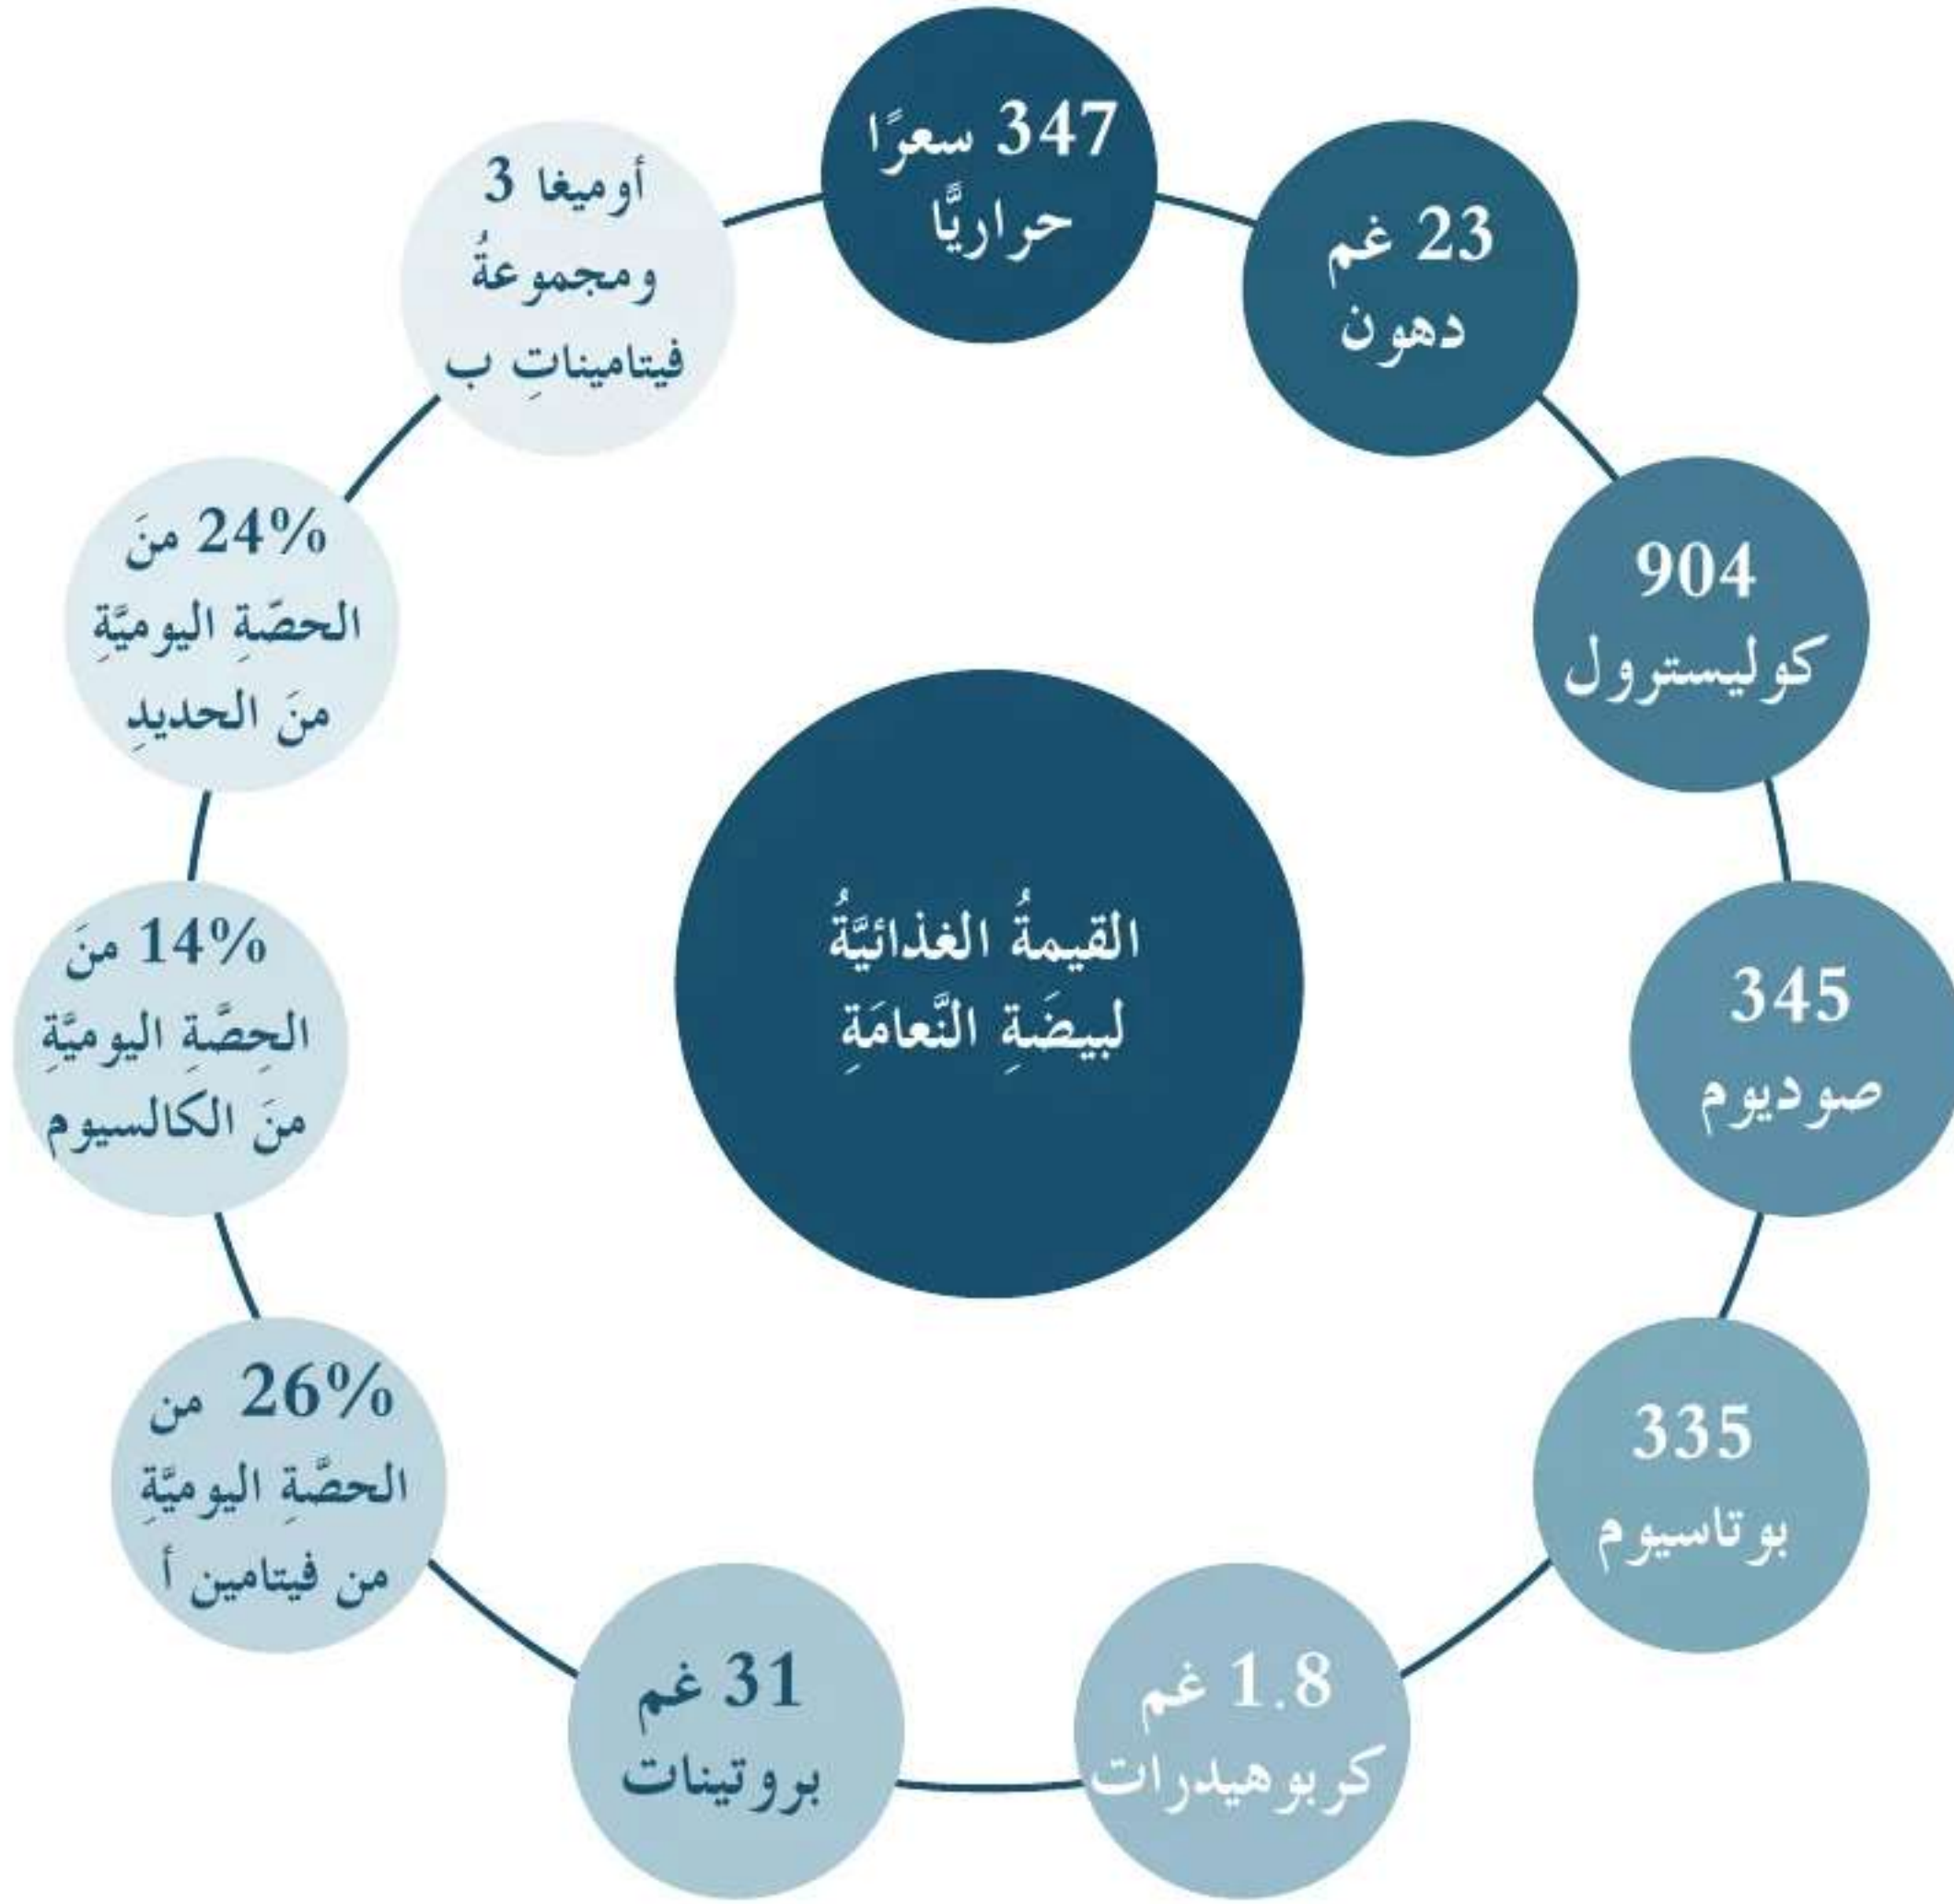 القيمةُ الغذائيَّةُ
لبيضَةِ النَّعامَةِ
347 سعرًا
حراريًّا
23 غم
دهون
904
كوليسترول
345
صوديوم
335
بوتاسيوم
1.8 غم
كربوهيدرات
31 غم
بروتينات
26% من
الحصَّةِ اليوميَّةِ
من فيتامين أ
14% منَ
الحِصَّةِ اليوميَّةِ
منَ الكالسيوم
24% منَ
الحصّةِ اليوميَّةِ
منَ الحديدِ
أوميغا 3
ومجموعةُ
فيتاميناتِ ب